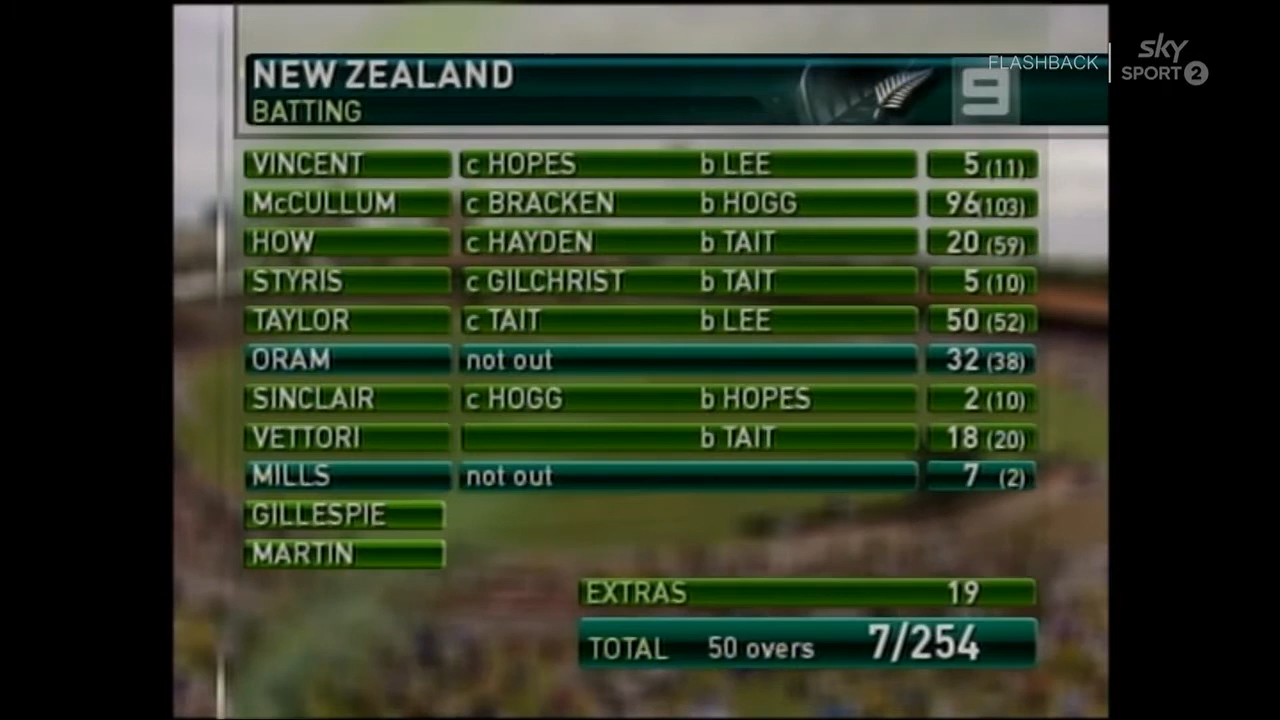 FLASHBACK
sky
SPORT 2
NEW ZEALAND
9
BATTING
VINCENT c HOPES b LEE 5 (11)
McCULLUM c BRACKEN b HOGG 96 (103)
HOW c HAYDEN b TAIT 20 (59)
STYRIS c GILCHRIST b TAIT 5 (10)
TAYLOR c TAIT b LEE 50 (52)
ORAM not out 32 (38)
SINCLAIR c HOGG b HOPES 2 (10)
VETTORI b TAIT 18 (20)
MILLS not out 7 (2)
GILLESPIE
MARTIN
EXTRAS 19
TOTAL 50 overs 7/254